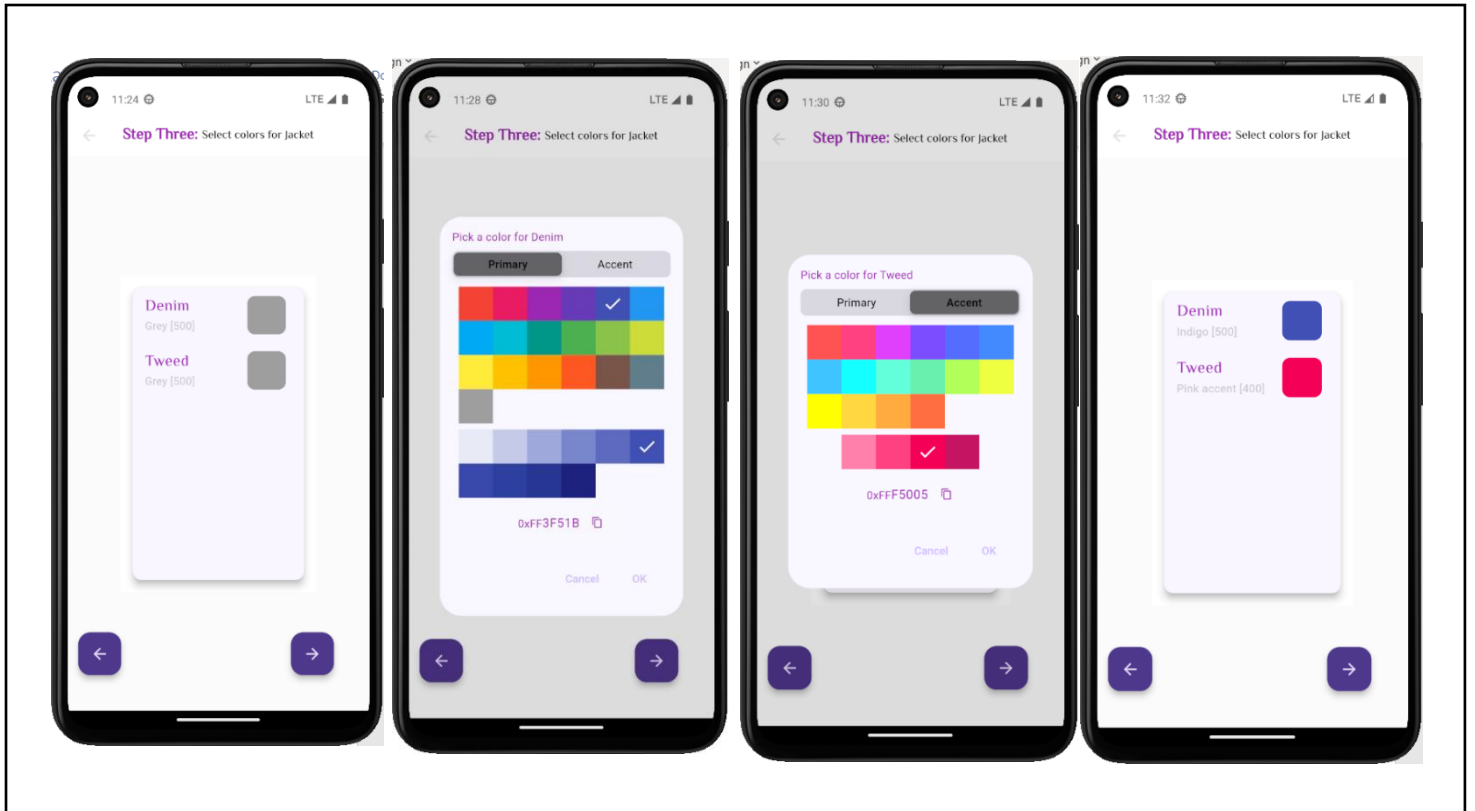 11:24 LTE
Step Three: Select colors for Jacket
Denim
Grey [500]
Tweed
Grey [500]
gn
11:28 LTE
Step Three: Select colors for Jacket
Pick a color for Denim
Primary Accent
0xFF3F51B
Cancel OK
gn
11:30 LTE
Step Three: Select colors for Jacket
Pick a color for Tweed
Primary Accent
0xFFF5005
Cancel OK
gn
11:32 LTE
Step Three: Select colors for Jacket
Denim
Indigo [500]
Tweed
Pink accent [400]